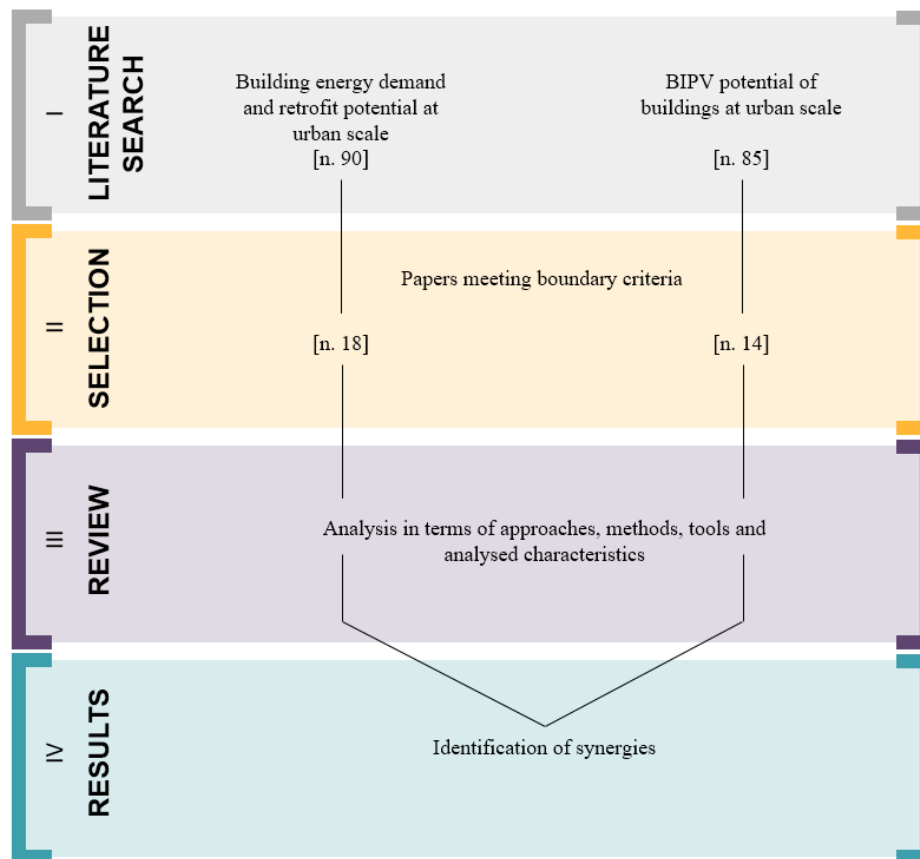 I
LITERATURE
SEARCH
Building energy demand
and retrofit potential at
urban scale
[n. 90]
BIPV potential of
buildings at urban scale
[n. 85]
II
SELECTION
Papers meeting boundary criteria
[n. 18]
[n. 14]
III
REVIEW
Analysis in terms of approaches, methods, tools and
analysed characteristics
IV
RESULTS
Identification of synergies